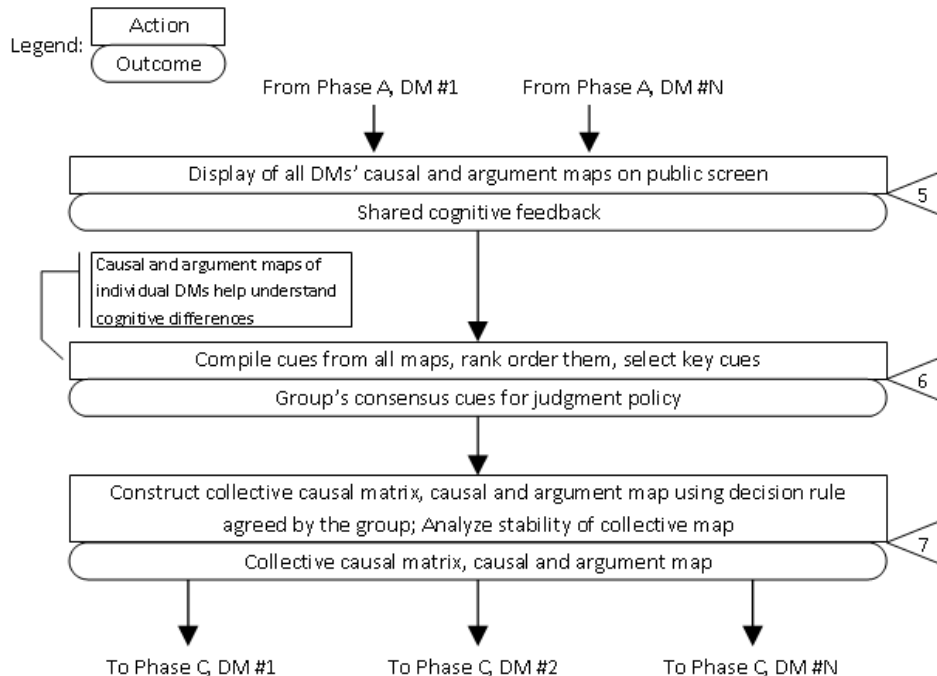 Legend:
Action
Outcome
From Phase A, DM #1
From Phase A, DM #N
Display of all DMs' causal and argument maps on public screen
Shared cognitive feedback
5
Causal and argument maps of
individual DMs help understand
cognitive differences
Compile cues from all maps, rank order them, select key cues
Group's consensus cues for judgment policy
6
Construct collective causal matrix, causal and argument map using decision rule
agreed by the group; Analyze stability of collective map
Collective causal matrix, causal and argument map
7
To Phase C, DM #1
To Phase C, DM #2
To Phase C, DM #N